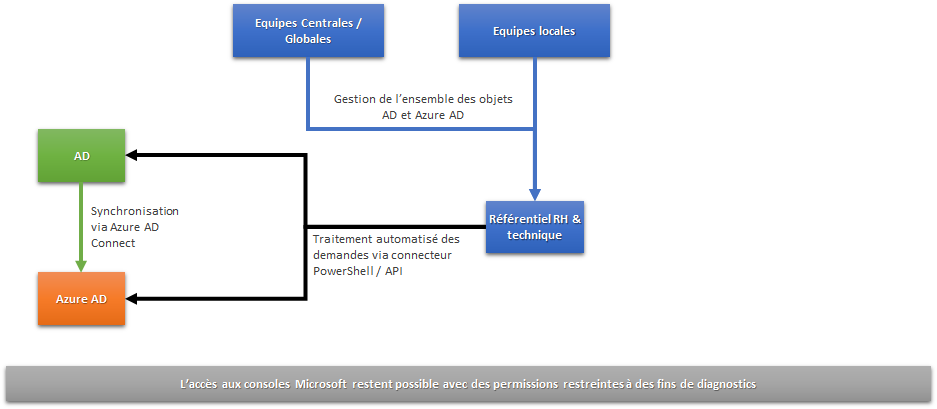 Equipes Centrales /
Globales
Equipes locales
Gestion de l'ensemble des objets
AD et Azure AD
AD
Synchronisation
via Azure AD
Connect
Référentiel RH &
technique
Traitement automatisé des
demandes via connecteur
PowerShell / API
Azure AD
L'accès aux consoles Microsoft restent possible avec des permissions restreintes à des fins de diagnostics